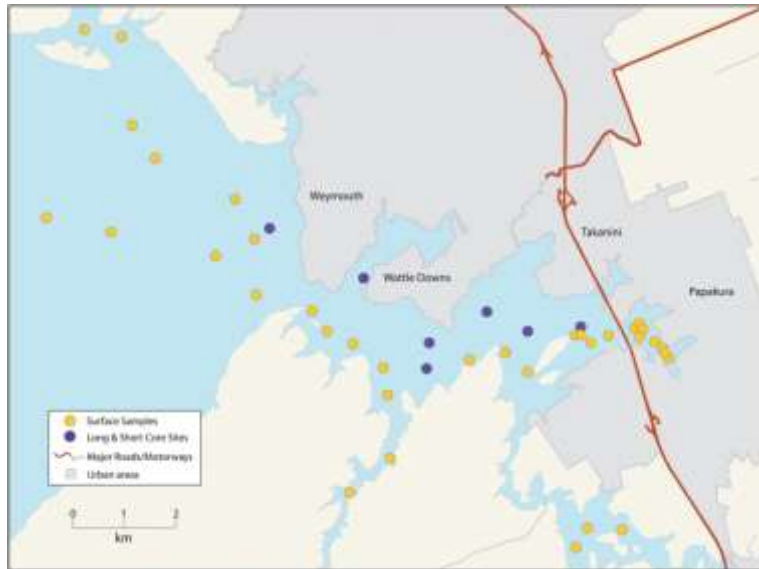 Weymouth
Takanini
Wattle Downs
Papakura
Surface Samples
Long & Short Core Sites
Major Roads/Motorways
Urban areas
0 1 2
km